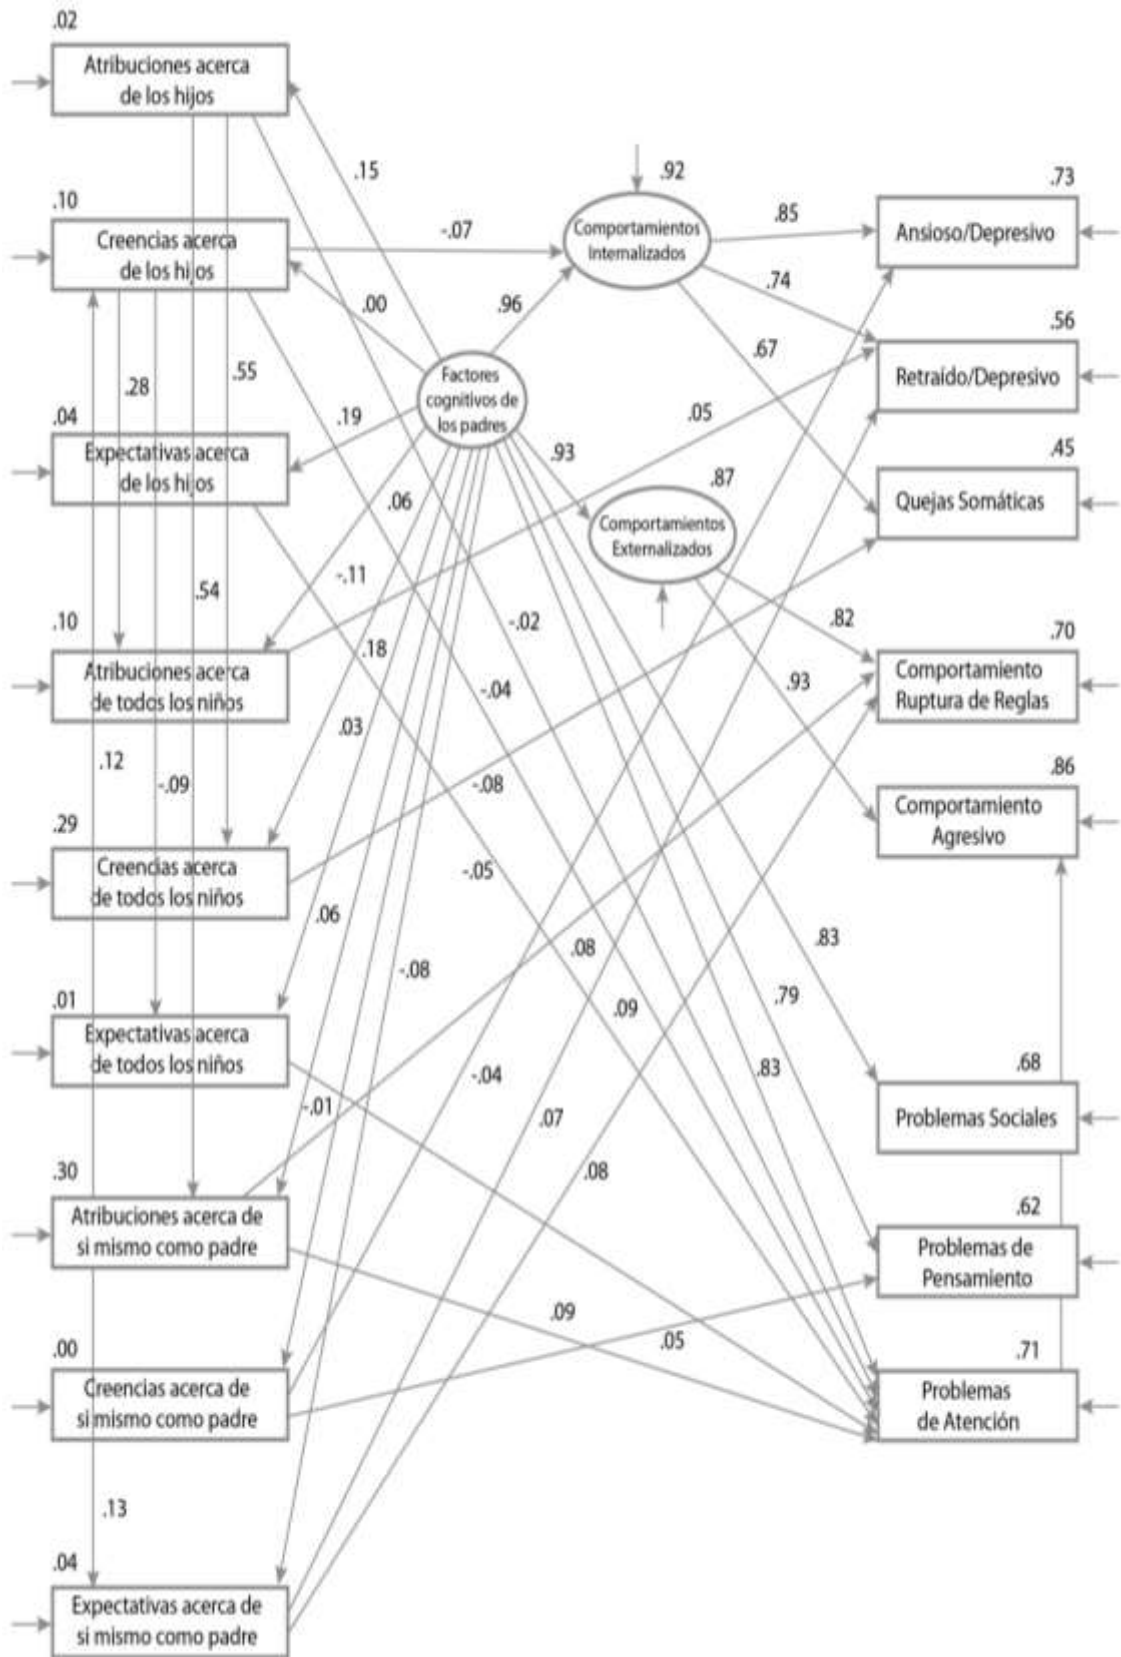 .02
Atribuciones acerca
de los hijos
.15
.92
.73
.10
Creencias acerca
de los hijos
-.07
Comportamientos
Internalizados
.85
Ansioso/Depresivo
.74
.00
.96
.56
.28
.55
Factores
cognitivos de
los padres
.67
Retraído/Depresivo
.04
.19
.05
Expectativas acerca
de los hijos
.93
.87
.45
.06
Comportamientos
Externalizados
Quejas Somáticas
-.11
.54
.10
.18
-.02
.82
.70
Atribuciones acerca
de todos los niños
-.04
.93
Comportamiento
Ruptura de Reglas
.12
-.09
.03
-.08
.86
.29
Creencias acerca
de todos los niños
-.05
Comportamiento
Agresivo
.06
.08
.83
-.08
.01
.09
.79
Expectativas acerca
de todos los niños
-.04
.83
.68
-.01
.07
Problemas Sociales
.30
.08
Atribuciones acerca de
si mismo como padre
.62
Problemas de
Pensamiento
.09
.05
.00
.71
Creencias acerca de
si mismo como padre
Problemas
de Atención
.13
.04
Expectativas acerca de
si mismo como padre